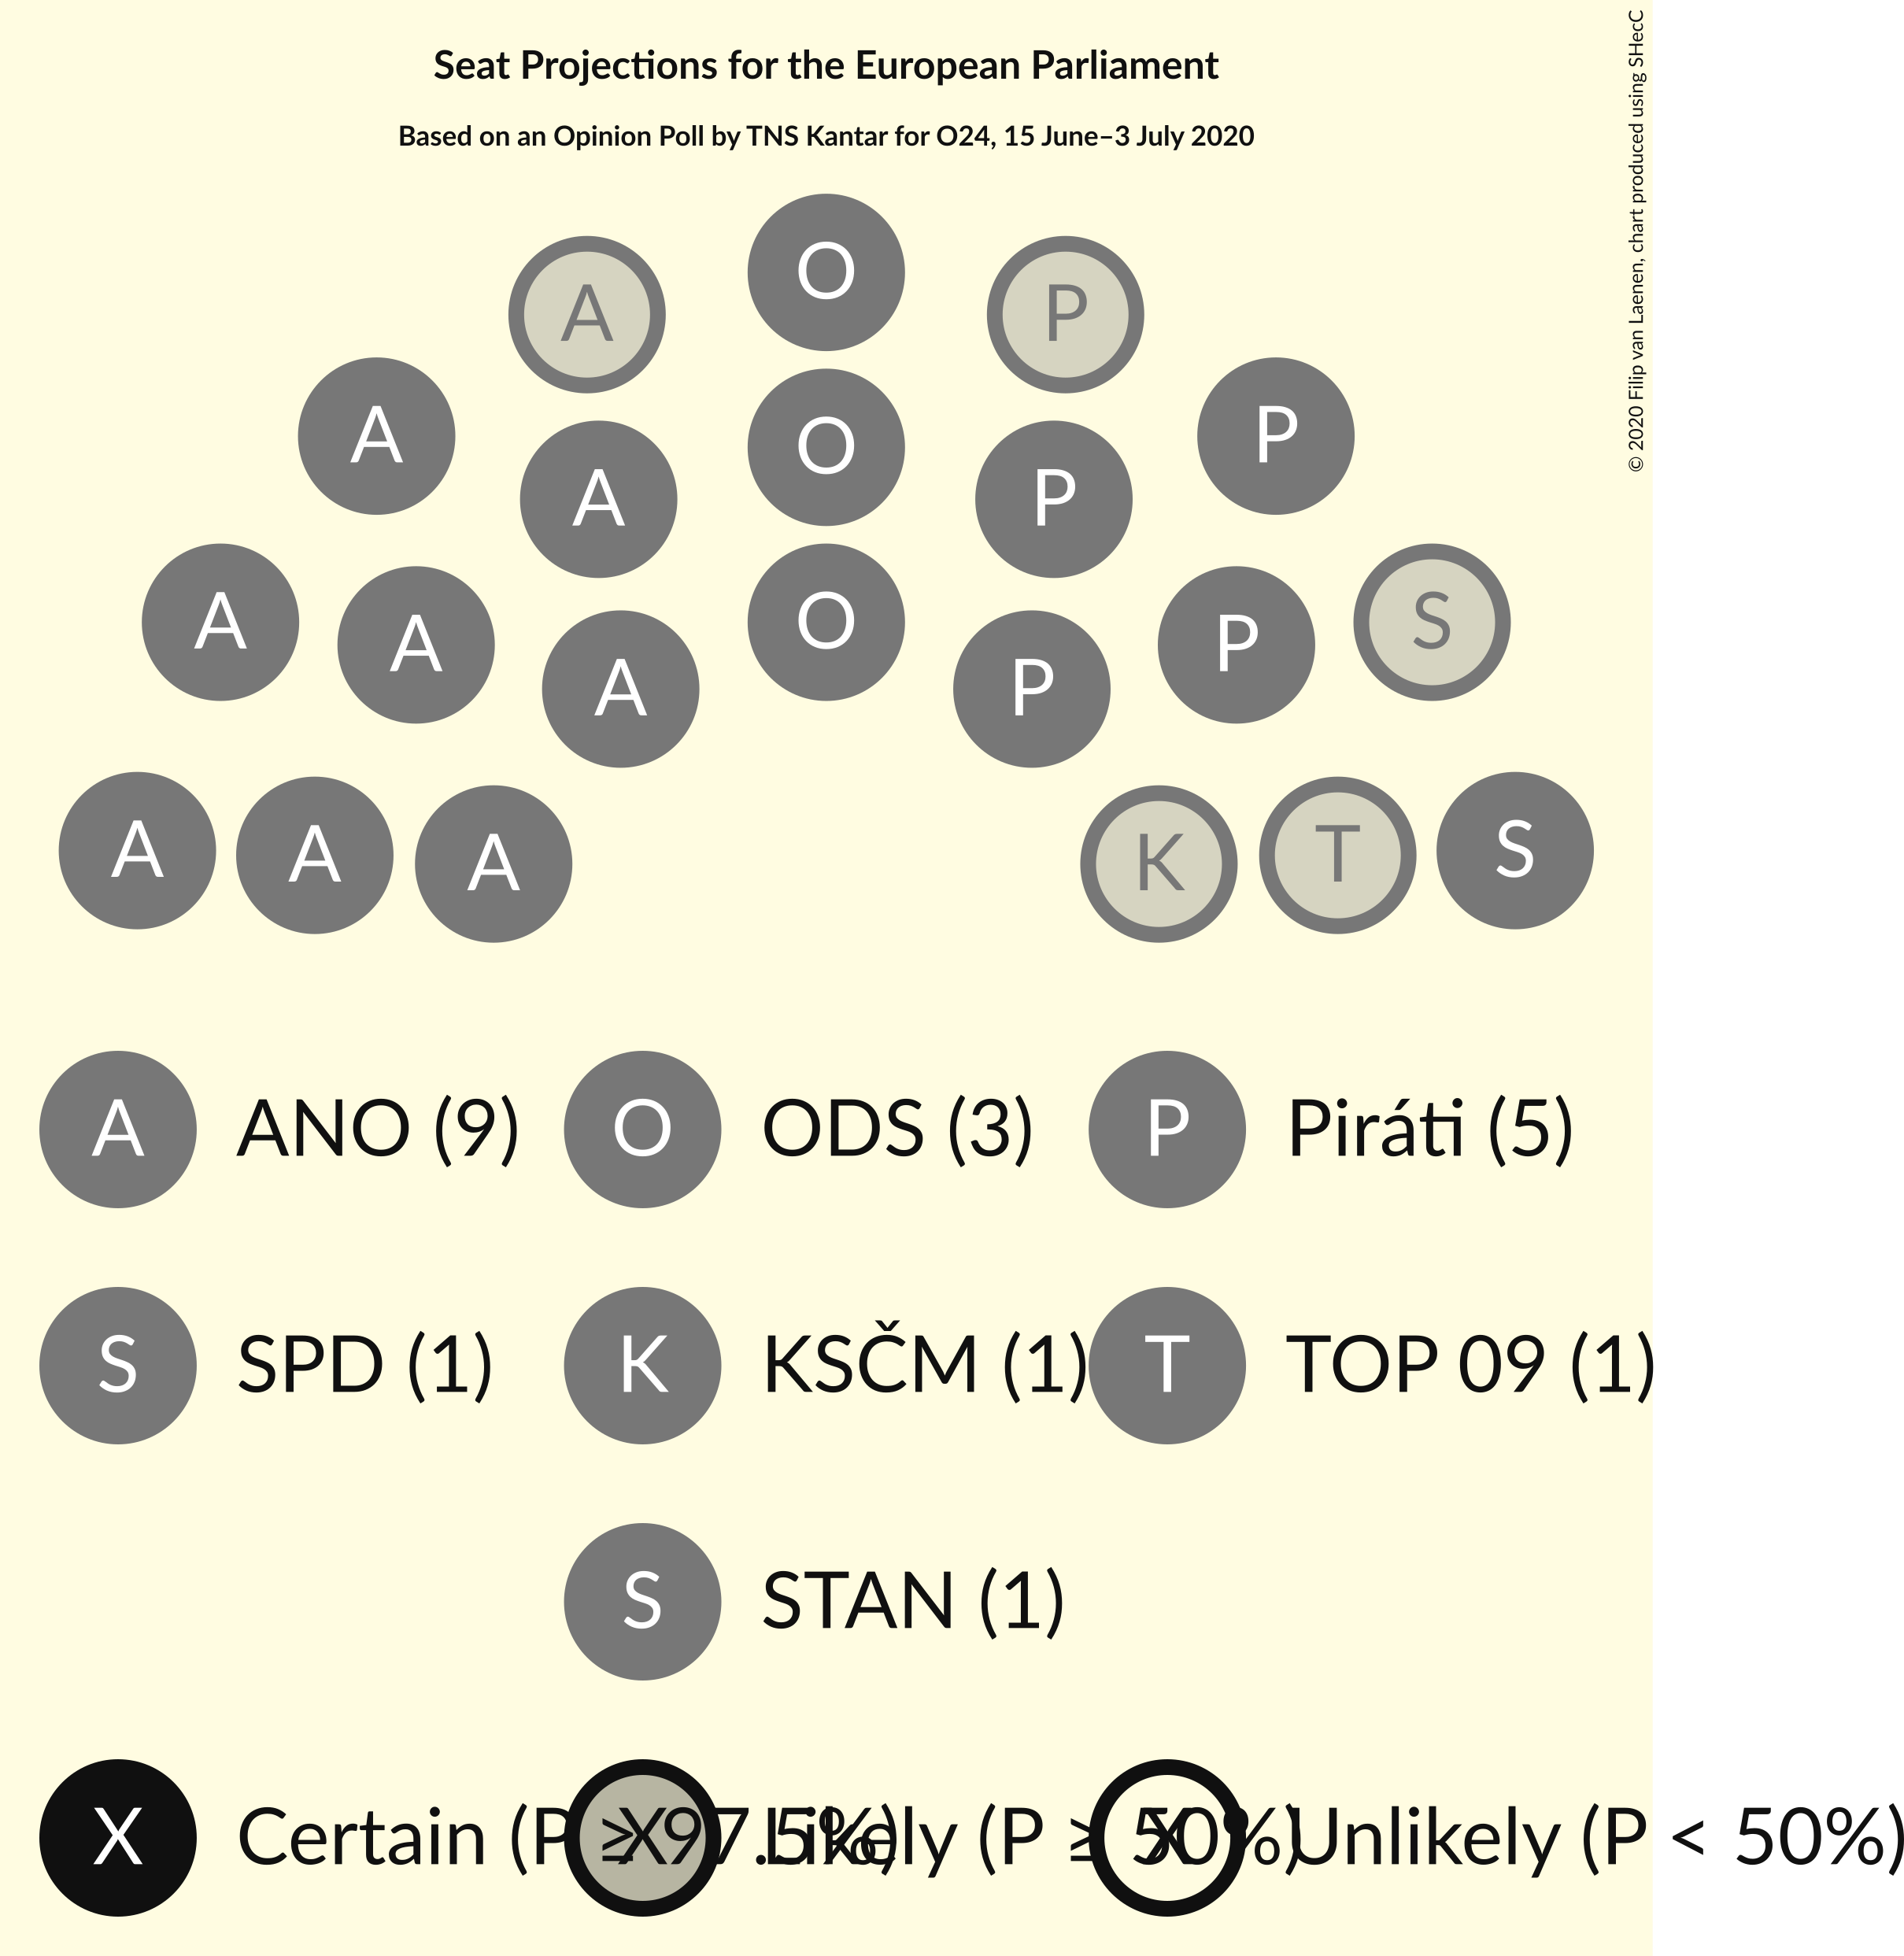 Seat Projections for the European Parliament
Based on an Opinion Poll by TNS Kantar for O24, 15 June–3 July 2020
© 2020 Filip van Laenen, chart produced using SHecC
O
A P
A P
O
A P
A S
A P
O
A P
A A A K T S
A ANO (9) O ODS (3) P Piráti (5)
S SPD (1) K KSČM (1) T TOP 09 (1)
S STAN (1)
X Certain (P ≥ 97.5%) X Likely (P ≥ 50%) X Unlikely (P < 50%)